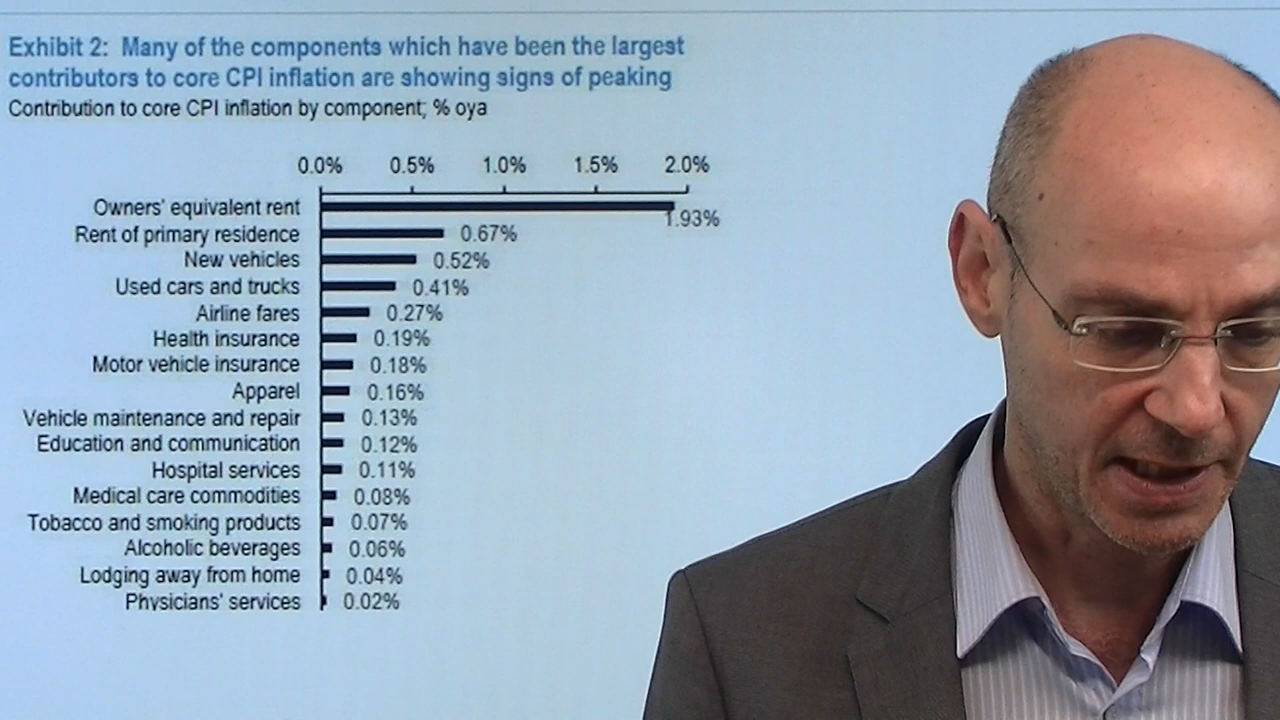 Exhibit 2: Many of the components which have been the largest
contributors to core CPI inflation are showing signs of peaking
Contribution to core CPI inflation by component; % oya
0.0% 0.5% 1.0% 1.5% 2.0%
Owners' equivalent rent 1.93%
Rent of primary residence 0.67%
New vehicles 0.52%
Used cars and trucks 0.41%
Airline fares 0.27%
Health insurance 0.19%
Motor vehicle insurance 0.18%
Apparel 0.16%
Vehicle maintenance and repair 0.13%
Education and communication 0.12%
Hospital services 0.11%
Medical care commodities 0.08%
Tobacco and smoking products 0.07%
Alcoholic beverages 0.06%
Lodging away from home 0.04%
Physicians' services 0.02%